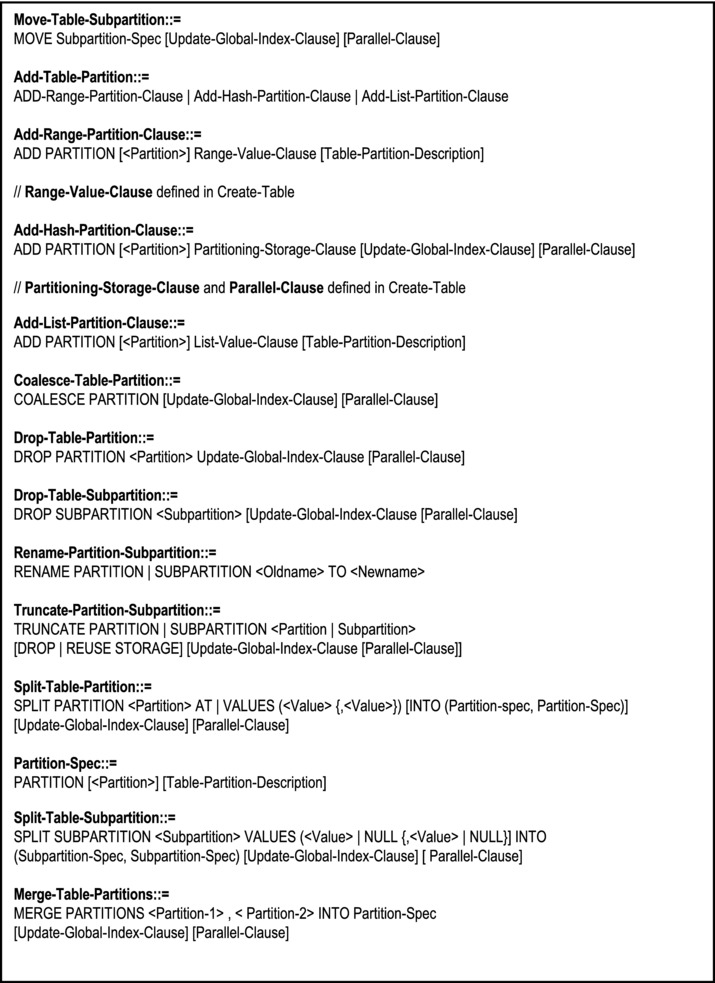 Move-Table-Subpartition::=
MOVE Subpartition-Spec [Update-Global-Index-Clause] [Parallel-Clause]
Add-Table-Partition::=
ADD-Range-Partition-Clause | Add-Hash-Partition-Clause | Add-List-Partition-Clause
Add-Range-Partition-Clause::=
ADD PARTITION [<Partition>] Range-Value-Clause [Table-Partition-Description]
// Range-Value-Clause defined in Create-Table
Add-Hash-Partition-Clause::=
ADD PARTITION [<Partition>] Partitioning-Storage-Clause [Update-Global-Index-Clause] [Parallel-Clause]
// Partitioning-Storage-Clause and Parallel-Clause defined in Create-Table
Add-List-Partition-Clause::=
ADD PARTITION [<Partition>] List-Value-Clause [Table-Partition-Description]
Coalesce-Table-Partition::=
COALESCE PARTITION [Update-Global-Index-Clause] [Parallel-Clause]
Drop-Table-Partition::=
DROP PARTITION <Partition> Update-Global-Index-Clause [Parallel-Clause]
Drop-Table-Subpartition::=
DROP SUBPARTITION <Subpartition> [Update-Global-Index-Clause [Parallel-Clause]
Rename-Partition-Subpartition::=
RENAME PARTITION | SUBPARTITION <Oldname> TO <Newname>
Truncate-Partition-Subpartition::=
TRUNCATE PARTITION | SUBPARTITION <Partition | Subpartition>
[DROP | REUSE STORAGE] [Update-Global-Index-Clause [Parallel-Clause]]
Split-Table-Partition::=
SPLIT PARTITION <Partition> AT | VALUES (<Value> {,<Value>}) [INTO (Partition-spec, Partition-Spec)]
[Update-Global-Index-Clause] [Parallel-Clause]
Partition-Spec::=
PARTITION [<Partition>] [Table-Partition-Description]
Split-Table-Subpartition::=
SPLIT SUBPARTITION <Subpartition> VALUES (<Value> | NULL {,<Value> | NULL}] INTO
(Subpartition-Spec, Subpartition-Spec) [Update-Global-Index-Clause] [ Parallel-Clause]
Merge-Table-Partitions::=
MERGE PARTITIONS <Partition-1> , < Partition-2> INTO Partition-Spec
[Update-Global-Index-Clause] [Parallel-Clause]